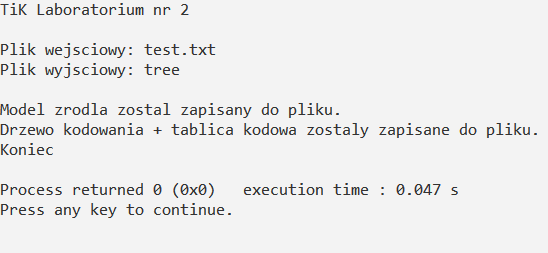 TiK Laboratorium nr 2
Plik wejsciowy: test.txt
Plik wyjsciowy: tree
Model zrodla zostal zapisany do pliku.
Drzewo kodowania + tablica kodowa zostaly zapisane do pliku.
Koniec
Process returned 0 (0x0)   execution time : 0.047 s
Press any key to continue.